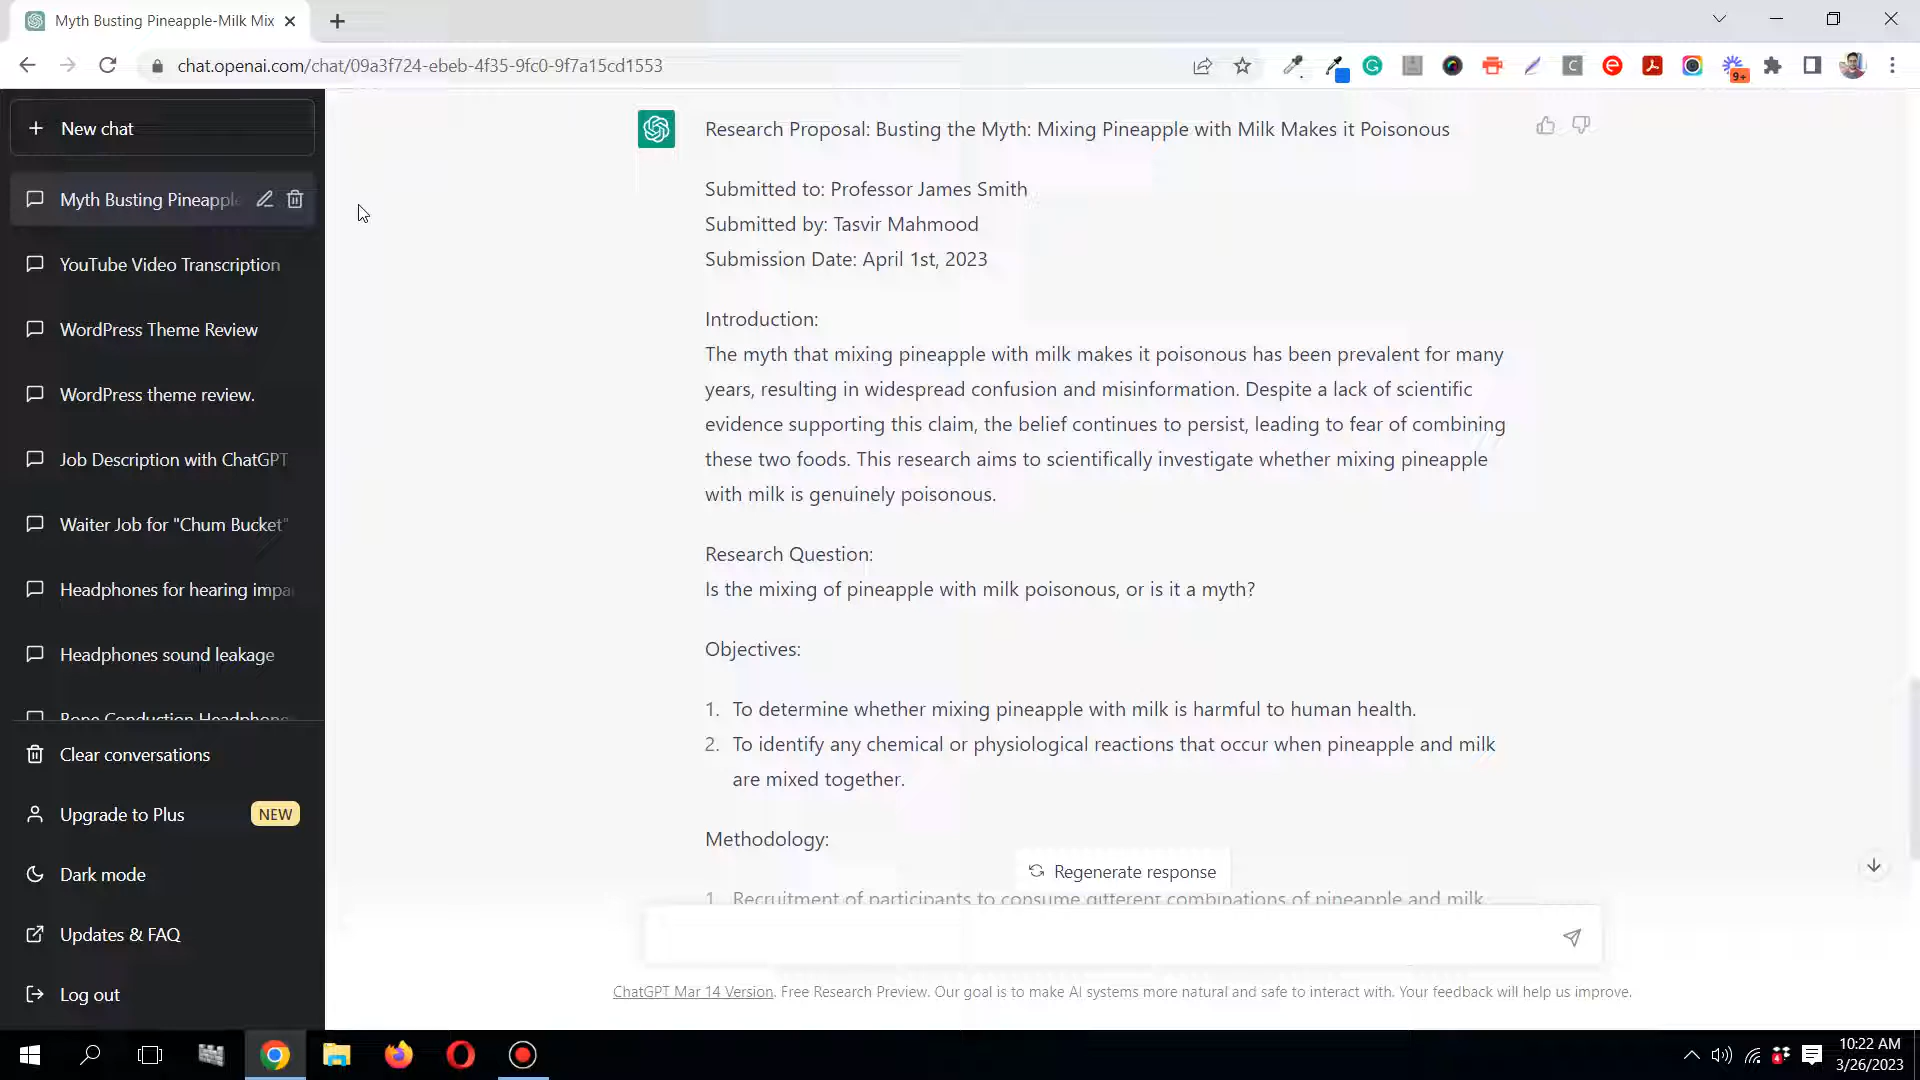 Myth Busting Pineapple-Milk Mix
chat.openai.com/chat/09a3f724-ebeb-4f35-9fc0-9f7a15cd1553
9+
New chat
Myth Busting Pineapple
YouTube Video Transcription
WordPress Theme Review
WordPress theme review.
Job Description with ChatGPT
Waiter Job for "Chum Bucket"
Headphones for hearing impai
Headphones sound leakage
Bone Conduction Headphone
Clear conversations
Upgrade to Plus NEW
Dark mode
Updates & FAQ
Log out
Research Proposal: Busting the Myth: Mixing Pineapple with Milk Makes it Poisonous
Submitted to: Professor James Smith
Submitted by: Tasvir Mahmood
Submission Date: April 1st, 2023
Introduction:
The myth that mixing pineapple with milk makes it poisonous has been prevalent for many
years, resulting in widespread confusion and misinformation. Despite a lack of scientific
evidence supporting this claim, the belief continues to persist, leading to fear of combining
these two foods. This research aims to scientifically investigate whether mixing pineapple
with milk is genuinely poisonous.
Research Question:
Is the mixing of pineapple with milk poisonous, or is it a myth?
Objectives:
1. To determine whether mixing pineapple with milk is harmful to human health.
2. To identify any chemical or physiological reactions that occur when pineapple and milk
are mixed together.
Methodology:
Regenerate response
1. Recruitment of participants to consume different combinations of pineapple and milk
ChatGPT Mar 14 Version. Free Research Preview. Our goal is to make AI systems more natural and safe to interact with. Your feedback will help us improve.
10:22 AM
3/26/2023